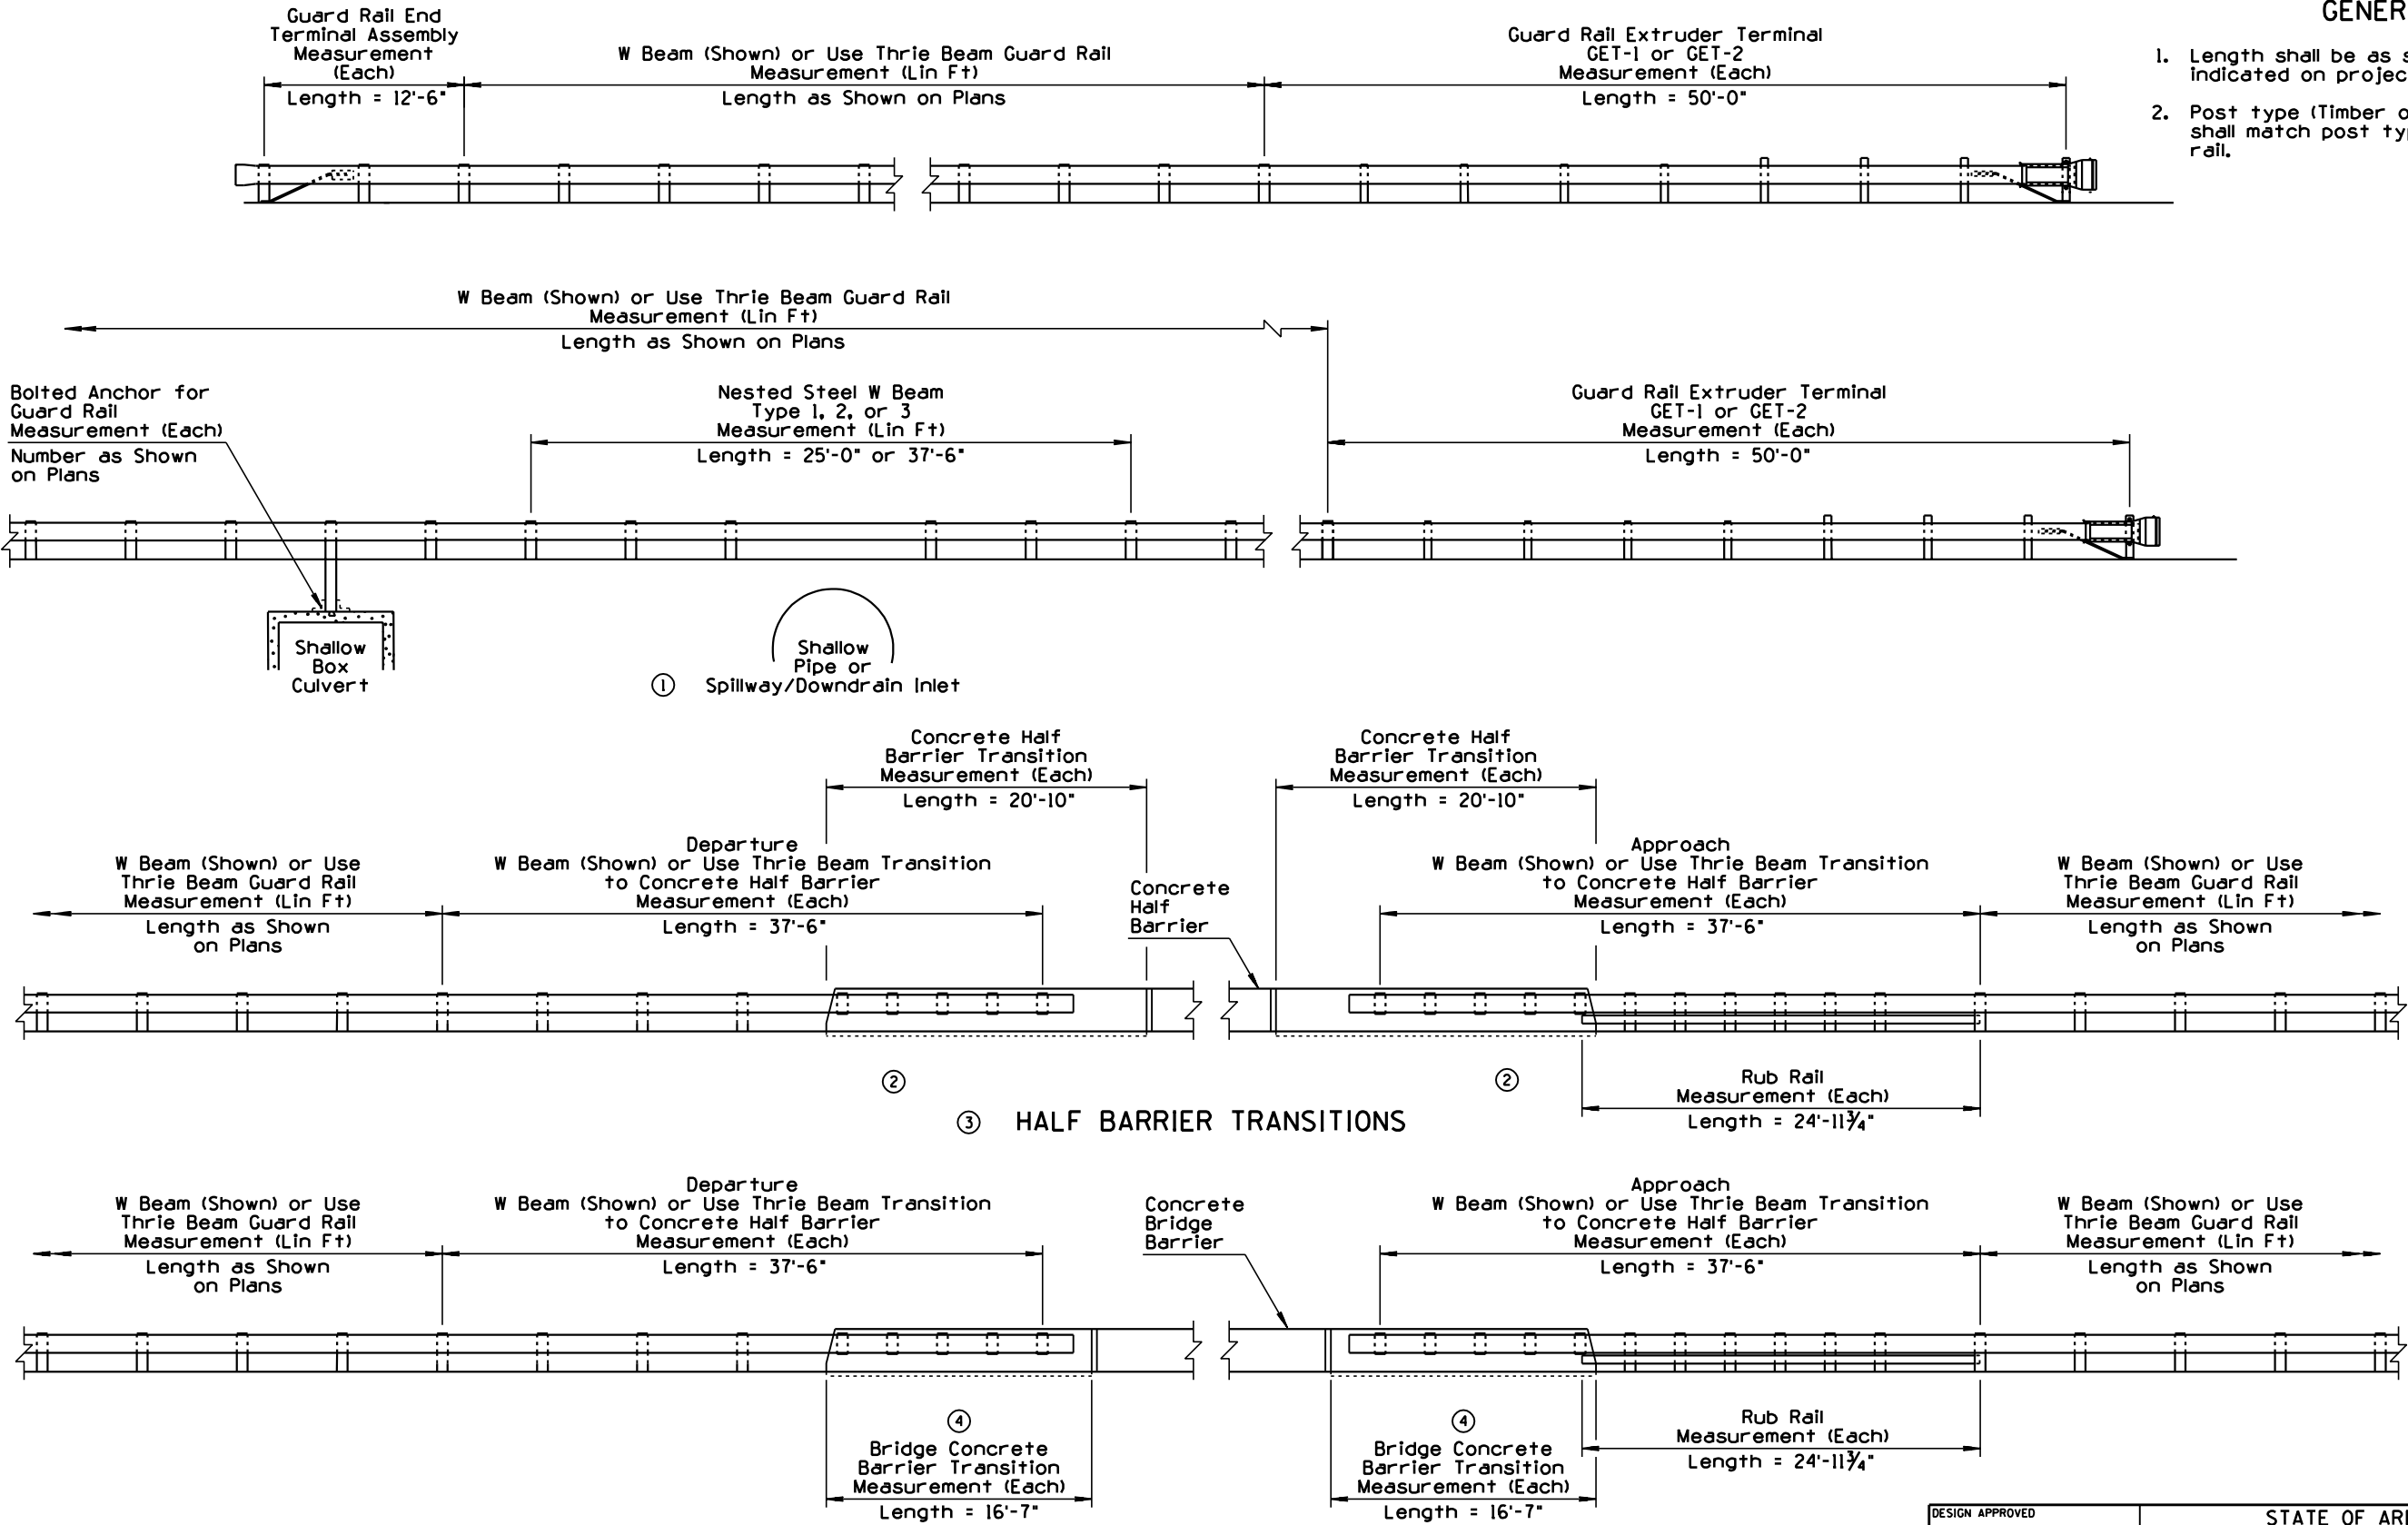 Guard Rail End
Terminal Assembly
Measurement
(Each)
Length = 12'-6"
W Beam (Shown) or Use Thrie Beam Guard Rail
Measurement (Lin Ft)
Length as Shown on Plans
Guard Rail Extruder Terminal
GET-1 or GET-2
Measurement (Each)
Length = 50'-0"
1. Length shall be as
indicated on
2. Post type (Timber
shall match post
rail.
W Beam (Shown) or Use Thrie Beam Guard Rail
Measurement (Lin Ft)
Length as Shown on Plans
Bolted Anchor for
Guard Rail
Measurement (Each)
Number as Shown
on Plans
Nested Steel W Beam
Type 1, 2, or 3
Measurement (Lin Ft)
Length = 25'-0" or 37'-6"
Guard Rail Extruder Terminal
GET-1 or GET-2
Measurement (Each)
Length = 50'-0"
Shallow
Box
Culvert
Shallow
Pipe or
① Spillway/Downdrain Inlet
Concrete Half
Barrier Transition
Measurement (Each)
Length = 20'-10"
Concrete Half
Barrier Transition
Measurement (Each)
Length = 20'-10"
W Beam (Shown) or Use
Thrie Beam Guard Rail
Measurement (Lin Ft)
Length as Shown
on Plans
Departure
W Beam (Shown) or Use Thrie Beam Transition
to Concrete Half Barrier
Measurement (Each)
Length = 37'-6"
Concrete
Half
Barrier
Approach
W Beam (Shown) or Use Thrie Beam Transition
to Concrete Half Barrier
Measurement (Each)
Length = 37'-6"
W Beam (Shown) or Use
Thrie Beam Guard Rail
Measurement (Lin Ft)
Length as Shown
on Plans
②
②
Rub Rail
Measurement (Each)
Length = 24'-11¾"
③ HALF BARRIER TRANSITIONS
W Beam (Shown) or Use
Thrie Beam Guard Rail
Measurement (Lin Ft)
Length as Shown
on Plans
Departure
W Beam (Shown) or Use Thrie Beam Transition
to Concrete Half Barrier
Measurement (Each)
Length = 37'-6"
Concrete
Bridge
Barrier
Approach
W Beam (Shown) or Use Thrie Beam Transition
to Concrete Half Barrier
Measurement (Each)
Length = 37'-6"
W Beam (Shown) or Use
Thrie Beam Guard Rail
Measurement (Lin Ft)
Length as Shown
on Plans
④
Bridge Concrete
Barrier Transition
Measurement (Each)
Length = 16'-7"
④
Bridge Concrete
Barrier Transition
Measurement (Each)
Length = 16'-7"
Rub Rail
Measurement (Each)
Length = 24'-11¾"
DESIGN APPROVED
STATE OF